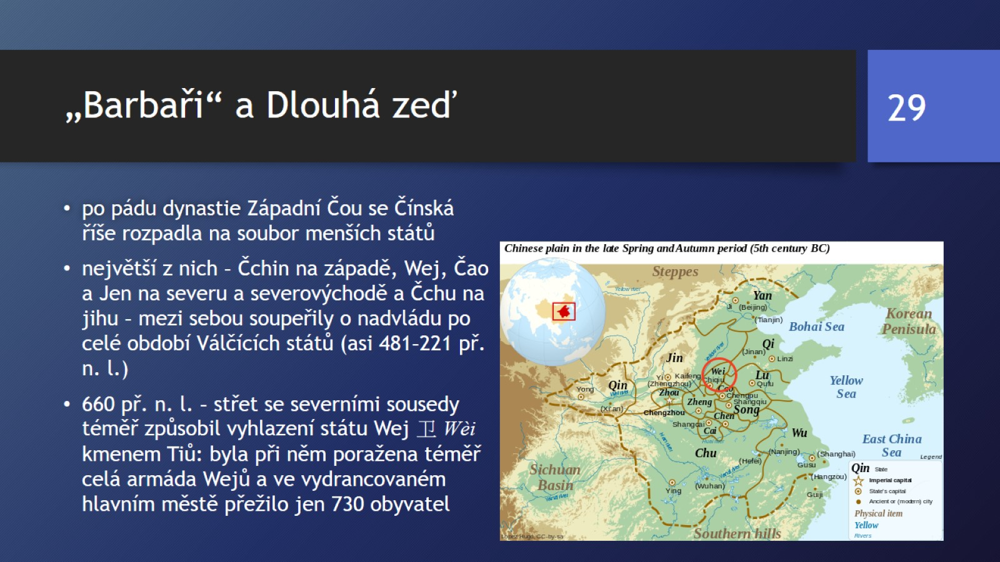 „Barbaři“ a Dlouhá zeď
29
• po pádu dynastie Západní Čou se Čínská
říše rozpadla na soubor menších států
• největší z nich – Čchin na západě, Wej, Čao
a Jen na severu a severovýchodě a Čchu na
jihu – mezi sebou soupeřily o nadvládu po
celé období Válčících států (asi 481–221 př.
n. l.)
• 660 př. n. l. – střet se severními sousedy
téměř způsobil vyhlazení státu Wej 卫 Wèi
kmenem Tiů: byla při něm poražena téměř
celá armáda Wejů a ve vydrancovaném
hlavním městě přežilo jen 730 obyvatel
Chinese plain in the late Spring and Autumn period (5th century BC)
Steppes
Yellow river
Yan
Ji
(Beijing)
(Tianjin)
Bohai Sea
Korean
Penisula
Yellow river
Qi
(Jinan)
Linzi
Jin
Wei
Chiqiu
Lu
Qufu
Yi
Kaifeng
(Zhengzhou)
Yellow
Sea
Qin
Yong
Wei river
Zhou
Cao
Chengpu
Zheng
Shangqiu
(Xi'an)
Chengzhou
Chen
Song
Shangcai
Cai
Han river
Huai river
Wu
East China
Sea
Chu
(Nanjing)
(Shanghai)
(Hefei)
Gusu
Sichuan
Basin
(Hangzou)
(Wuhan)
Ying
Guiji
Southern hills
Lopez Hugo, CC-by-sa
Legend
Qin State
Imperial capital
State's capital
Ancient or (modern) city
Physical item
Yellow
Rivers